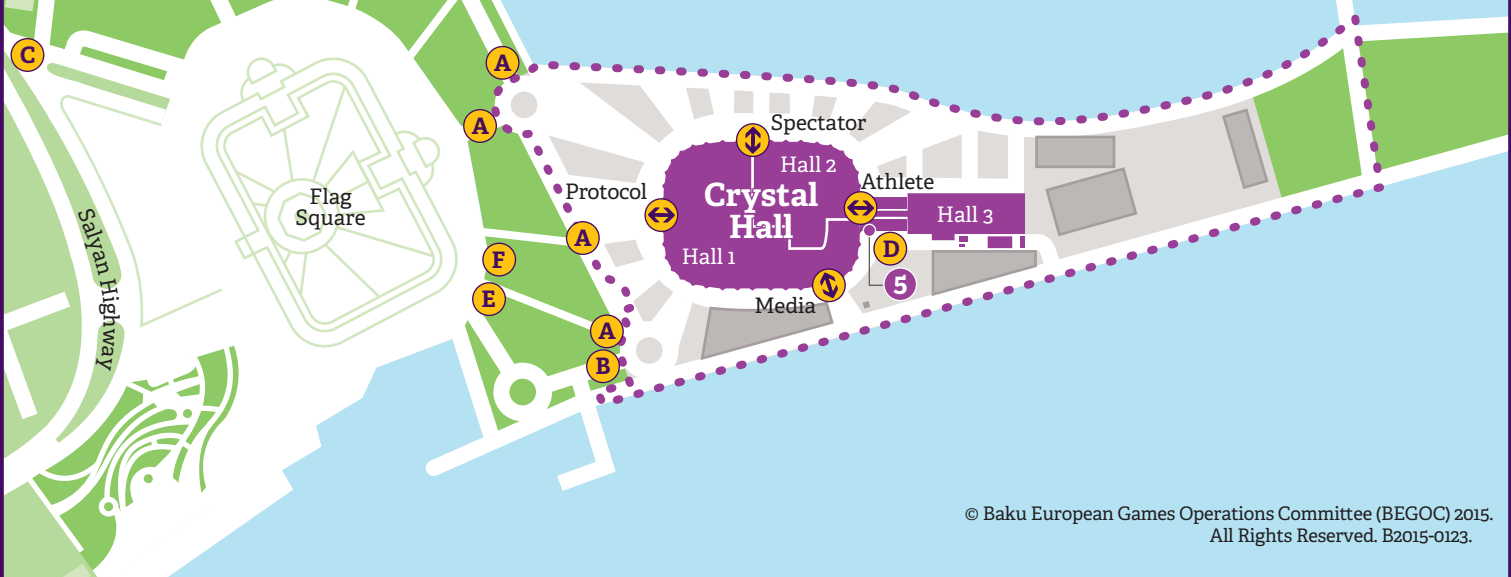 C
A
A
Spectator
Hall 2
Athlete
Protocol
Crystal
Hall
Hall 3
Flag
Square
Salyan Highway
A
D
F
Hall 1
5
E
Media
A
B
© Baku European Games Operations Committee (BEGOC) 2015.
All Rights Reserved. B2015-0123.